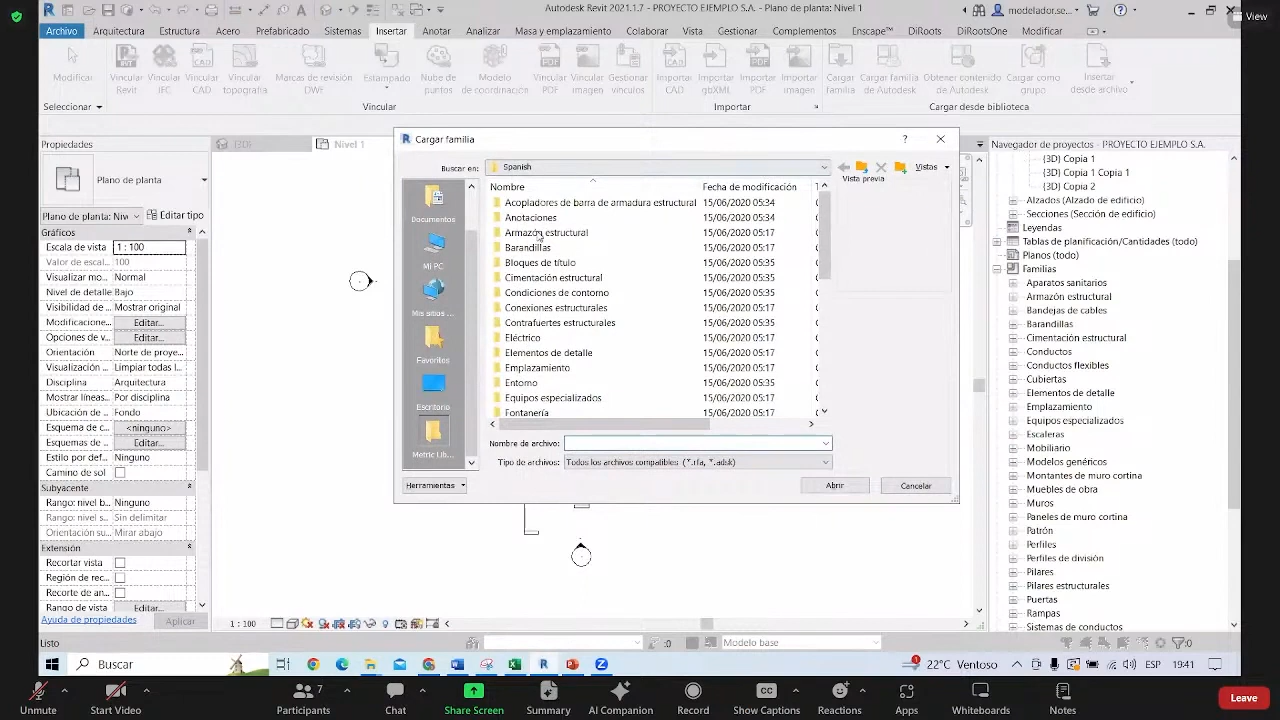 Autodesk Revit 2021.1.7 - PROYECTO EJEMPLO S.A. - Plano de planta: Nivel 1
modelador.se...
View
Archivo Arquitectura Estructura Acero Prefabricado Sistemas Insertar Anotar Analizar Masa y emplazamiento Colaborar Vista Gestionar Complementos Enscape™ DiRoots DiRootsOne Modificar
Modificar
Vincular Revit
Vincular IFC
Vincular CAD
Vincular topografía
Marcas de revisión DWF
Estampado
Nube de puntos
Modelo de coordinación
Vincular PDF
Vincular imagen
Gestionar vínculos
Importar CAD
Importar gbXML
Importar PDF
Importar imagen
Cargar familia
Cargar familia de Autodesk
Obtener contenido de Autodesk
Cargar como grupo
Insertar desde archivo
Seleccionar Vincular Importar Cargar desde biblioteca
Propiedades
Plano de planta
Plano de planta: Niv
Editar tipo
Gráficos
Escala de vista 1 : 100
Valor de escal... 100
Visualizar mo... Normal
Nivel de detalle Bajo
Visibilidad de ... Mostrar original
Modificacione... Editar...
Opciones de v... Editar...
Orientación Norte de proye...
Visualización ... Limpiar todas l...
Disciplina Arquitectura
Mostrar líneas... Por disciplina
Ubicación de ... Fondo
Esquema de c... <ninguno>
Esquemas de ... Editar...
Estilo por def... Ninguno
Camino de sol
Subyacente
Rango: nivel b... Ninguno
Rango: nivel s... Sin delimitar
Orientación su... Mirar abajo
Extensión
Recortar vista
Región de rec...
Recorte de an...
Rango de vista Editar...
Ayuda de propiedades Aplicar
{3D} Nivel 1
Cargar familia
Buscar en: Spanish
Vistas
Vista previa
Nombre Fecha de modificación
Acopladores de barra de armadura estructural 15/06/2020 05:34
Anotaciones 15/06/2020 05:34
Armazón estructural 15/06/2020 05:17
Barandillas 15/06/2020 05:17
Bloques de título 15/06/2020 05:35
Cimentación estructural 15/06/2020 05:17
Condiciones de contorno 15/06/2020 05:35
Conexiones estructurales 15/06/2020 05:17
Contrafuertes estructurales 15/06/2020 05:35
Eléctrico 15/06/2020 05:17
Elementos de detalle 15/06/2020 05:17
Emplazamiento 15/06/2020 05:17
Entorno 15/06/2020 05:35
Equipos especializados 15/06/2020 05:17
Fontanería 15/06/2020 05:17
Documentos
Mi PC
Mis sitios ...
Favoritos
Escritorio
Metric Lib...
Nombre de archivo:
Tipo de archivos: Todos los archivos compatibles (*.rfa, *.adsk)
Herramientas Abrir Cancelar
Navegador de proyectos - PROYECTO EJEMPLO S.A.
{3D} Copia 1
{3D} Copia 1 Copia 1
{3D} Copia 2
Alzados (Alzado de edificio)
Secciones (Sección de edificio)
Leyendas
Tablas de planificación/Cantidades (todo)
Planos (todo)
Familias
Aparatos sanitarios
Armazón estructural
Bandejas de cables
Barandillas
Cimentación estructural
Conductos
Conductos flexibles
Cubiertas
Elementos de detalle
Emplazamiento
Equipos especializados
Escaleras
Mobiliario
Modelos genéricos
Montantes de muro cortina
Muebles de obra
Muros
Paneles de muro cortina
Patrón
Perfiles
Perfiles de división
Pilares
Pilares estructurales
Puertas
Rampas
Sistemas de conductos
1 : 100
Listo
:0
Modelo base
:0
Buscar
22°C Ventoso
ESP
19:41
Unmute Start Video Participants 7 Chat Share Screen Summary AI Companion Record Show Captions Reactions Apps Whiteboards Notes Leave